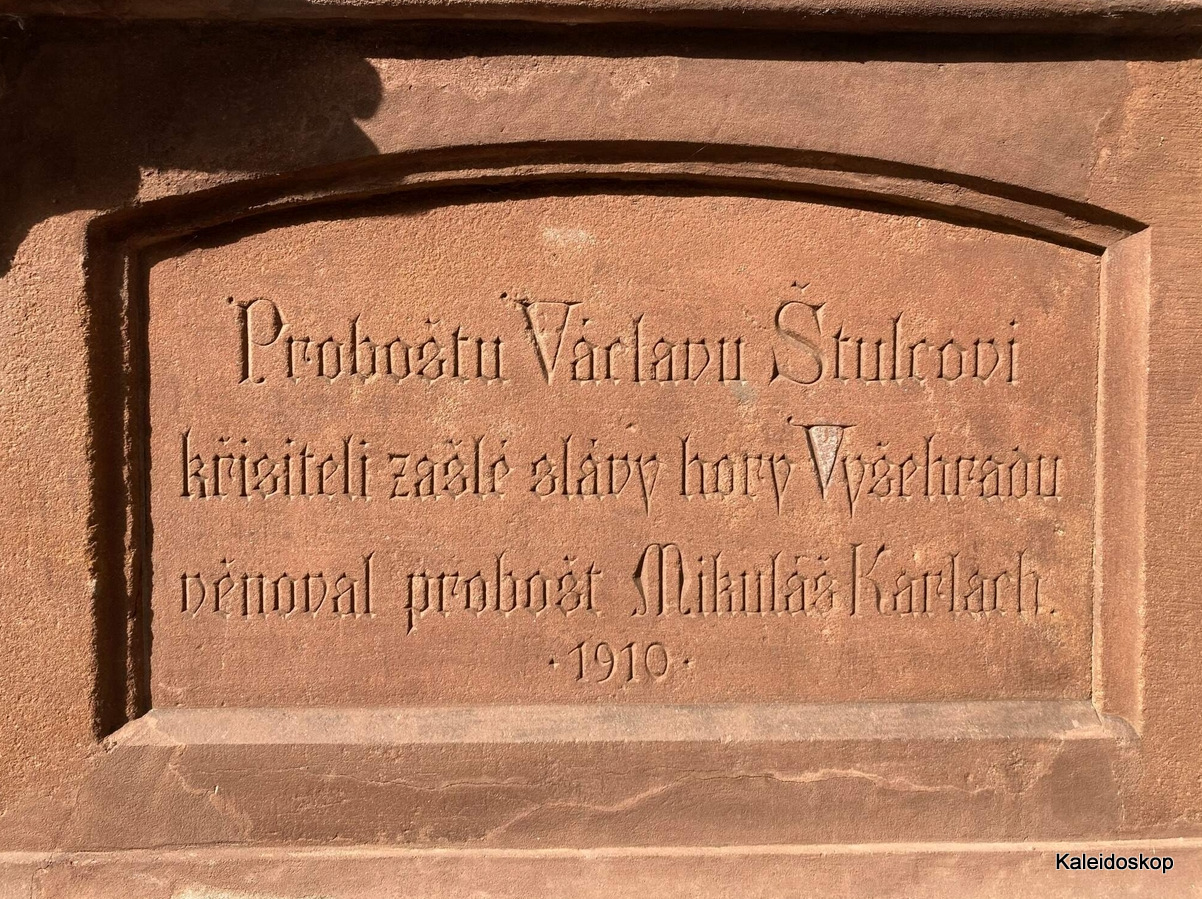 Proboštu Václavu Štulcovi
křisiteli zašlé slávy hory Vyšehradu
věnoval probošt Mikuláš Karlach.
·1910·
Kaleidoskop